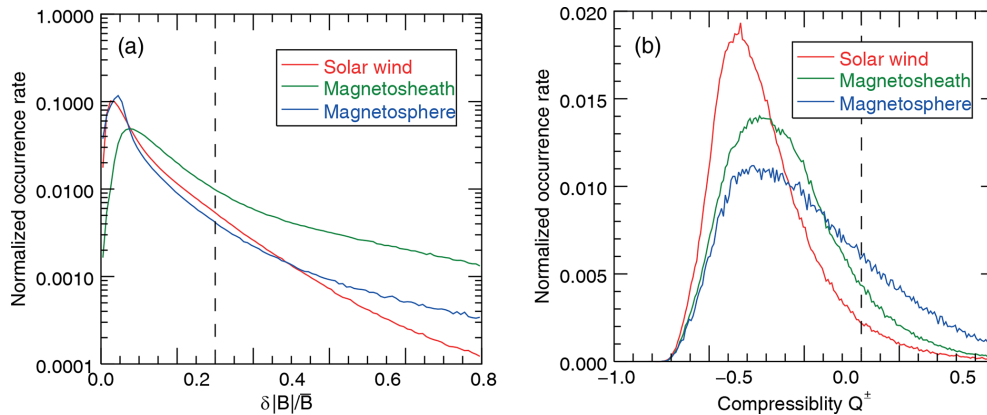 (a)
Solar wind
Magnetosheath
Magnetosphere
Normalized occurrence rate
1.0000
0.1000
0.0100
0.0010
0.0001
0.0 0.2 0.4 0.6 0.8
δ|B|/B̅
(b)
Solar wind
Magnetosheath
Magnetosphere
Normalized occurrence rate
0.020
0.015
0.010
0.005
0.000
−1.0 −0.5 0.0 0.5
Compressiblity Q±